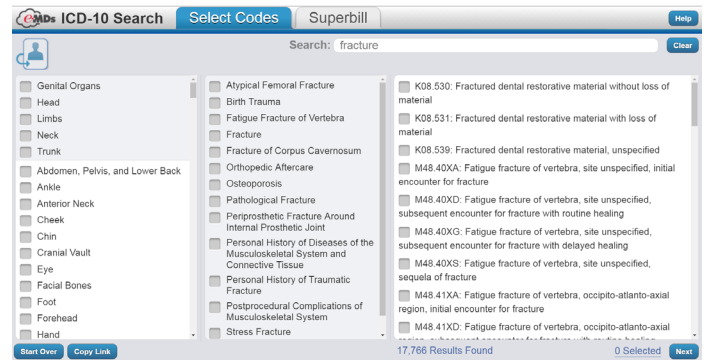 eMDs ICD-10 Search
Select Codes
Superbill
Help
Search: fracture
Clear
Genital Organs
Head
Limbs
Neck
Trunk
Abdomen, Pelvis, and Lower Back
Ankle
Anterior Neck
Cheek
Chin
Cranial Vault
Eye
Facial Bones
Foot
Forehead
Hand
Atypical Femoral Fracture
Birth Trauma
Fatigue Fracture of Vertebra
Fracture
Fracture of Corpus Cavernosum
Orthopedic Aftercare
Osteoporosis
Pathological Fracture
Periprosthetic Fracture Around
Internal Prosthetic Joint
Personal History of Diseases of the
Musculoskeletal System and
Connective Tissue
Personal History of Traumatic
Fracture
Postprocedural Complications of
Musculoskeletal System
Stress Fracture
K08.530: Fractured dental restorative material without loss of
material
K08.531: Fractured dental restorative material with loss of
material
K08.539: Fractured dental restorative material, unspecified
M48.40XA: Fatigue fracture of vertebra, site unspecified, initial
encounter for fracture
M48.40XD: Fatigue fracture of vertebra, site unspecified,
subsequent encounter for fracture with routine healing
M48.40XG: Fatigue fracture of vertebra, site unspecified,
subsequent encounter for fracture with delayed healing
M48.40XS: Fatigue fracture of vertebra, site unspecified,
sequela of fracture
M48.41XA: Fatigue fracture of vertebra, occipito-atlanto-axial
region, initial encounter for fracture
M48.41XD: Fatigue fracture of vertebra, occipito-atlanto-axial
region, subsequent encounter for fracture with routine healing
Start Over
Copy Link
17,766 Results Found
0 Selected
Next